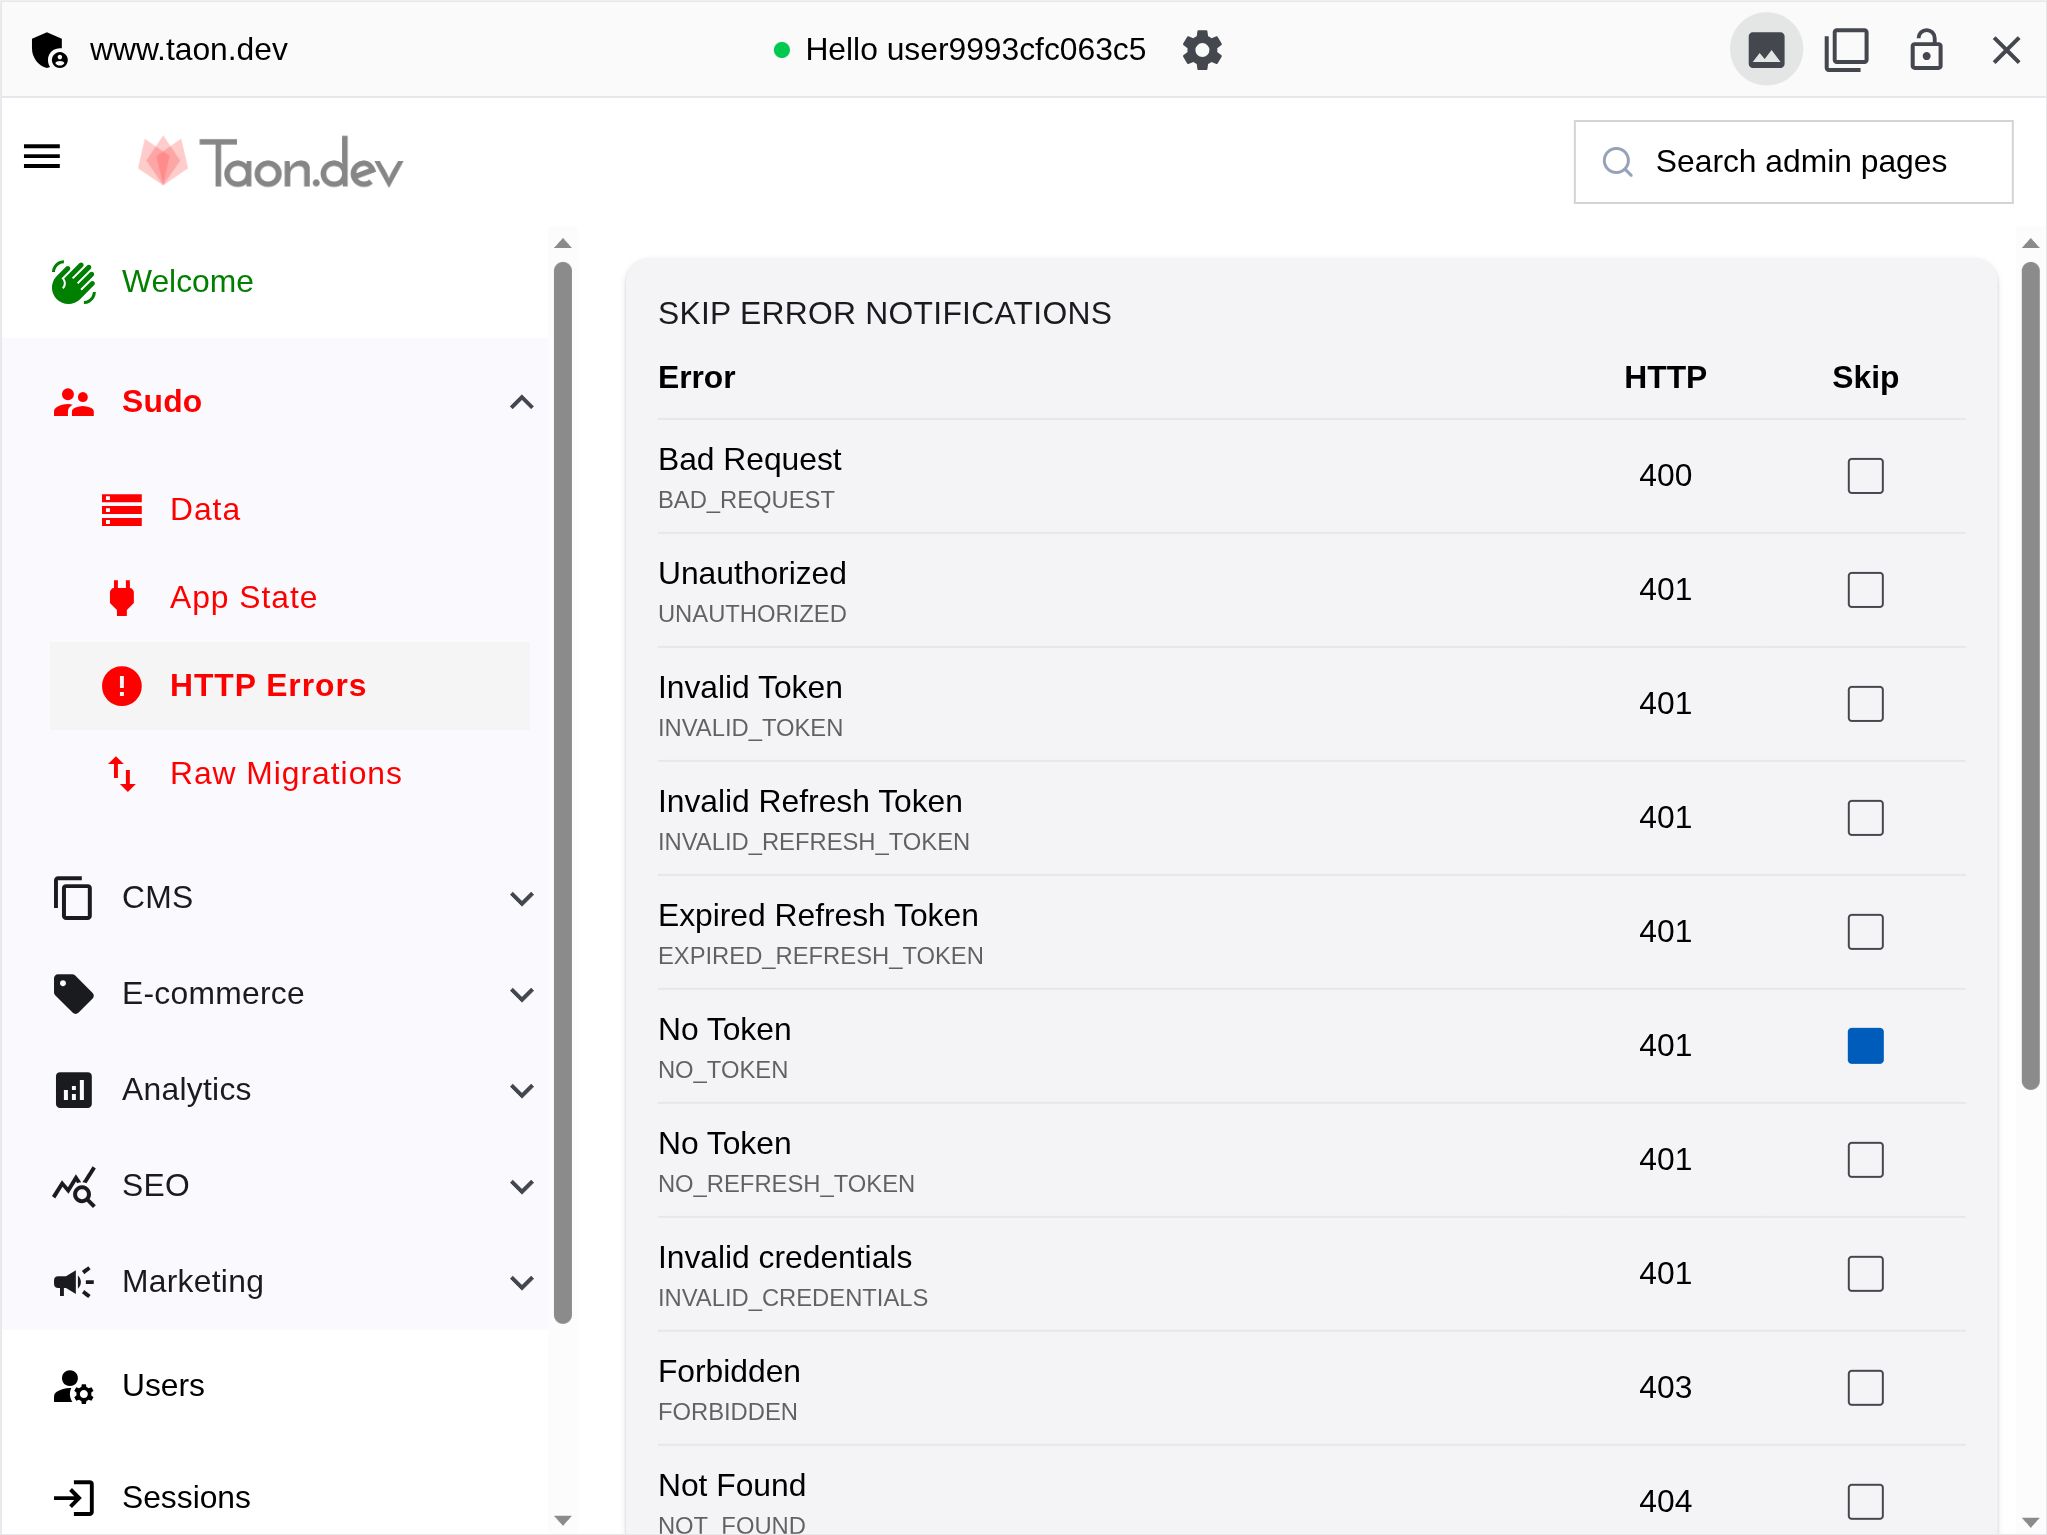 www.taon.dev
Hello user9993cfc063c5
Taon.dev
Search admin pages
Welcome
Sudo
Data
App State
HTTP Errors
Raw Migrations
CMS
E-commerce
Analytics
SEO
Marketing
Users
Sessions
SKIP ERROR NOTIFICATIONS
Error HTTP Skip
Bad Request
BAD_REQUEST
400
Unauthorized
UNAUTHORIZED
401
Invalid Token
INVALID_TOKEN
401
Invalid Refresh Token
INVALID_REFRESH_TOKEN
401
Expired Refresh Token
EXPIRED_REFRESH_TOKEN
401
No Token
NO_TOKEN
401
No Token
NO_REFRESH_TOKEN
401
Invalid credentials
INVALID_CREDENTIALS
401
Forbidden
FORBIDDEN
403
Not Found
NOT_FOUND
404